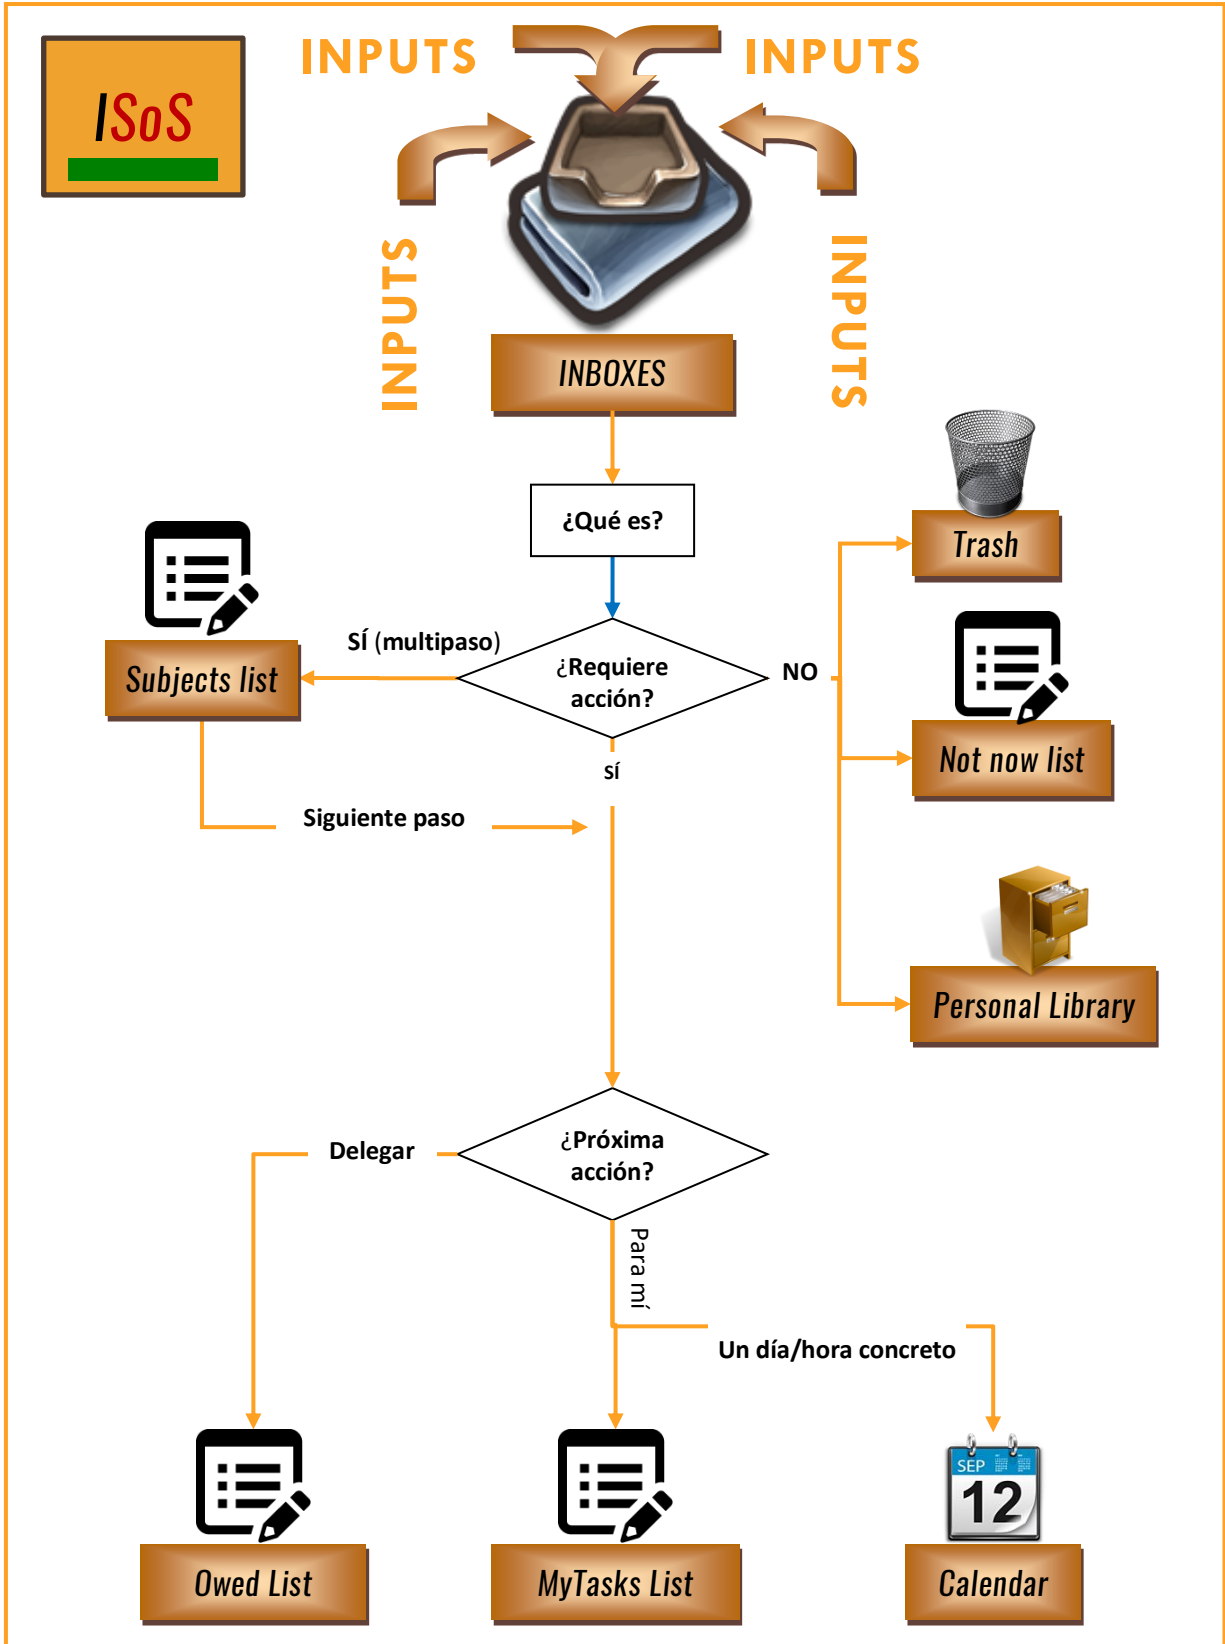 INPUTS
INPUTS
ISoS
INPUTS
INPUTS
INBOXES
¿Qué es?
Trash
SÍ (multipaso)
¿Requiere
acción?
NO
Subjects list
Not now list
sí
Siguiente paso
Personal Library
Delegar
¿Próxima
acción?
Para mí
Un día/hora concreto
SEP
12
Owed List
MyTasks List
Calendar